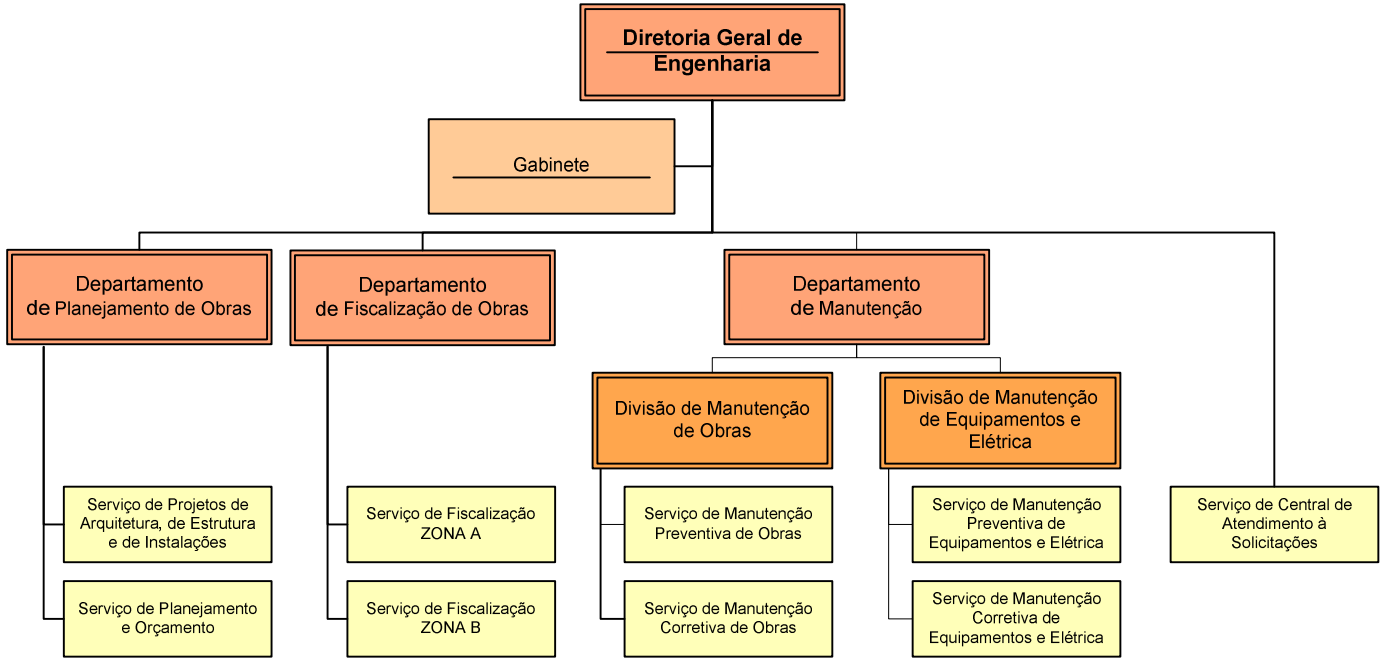 Diretoria Geral de
Engenharia
Gabinete
Departamento
de Planejamento de Obras
Departamento
de Fiscalização de Obras
Departamento
de Manutenção
Divisão de Manutenção
de Obras
Divisão de Manutenção
de Equipamentos e
Elétrica
Serviço de Projetos de
Arquitetura, de Estrutura
e de Instalações
Serviço de Fiscalização
ZONA A
Serviço de Manutenção
Preventiva de Obras
Serviço de Manutenção
Preventiva de
Equipamentos e Elétrica
Serviço de Central de
Atendimento à
Solicitações
Serviço de Planejamento
e Orçamento
Serviço de Fiscalização
ZONA B
Serviço de Manutenção
Corretiva de Obras
Serviço de Manutenção
Corretiva de
Equipamentos e Elétrica